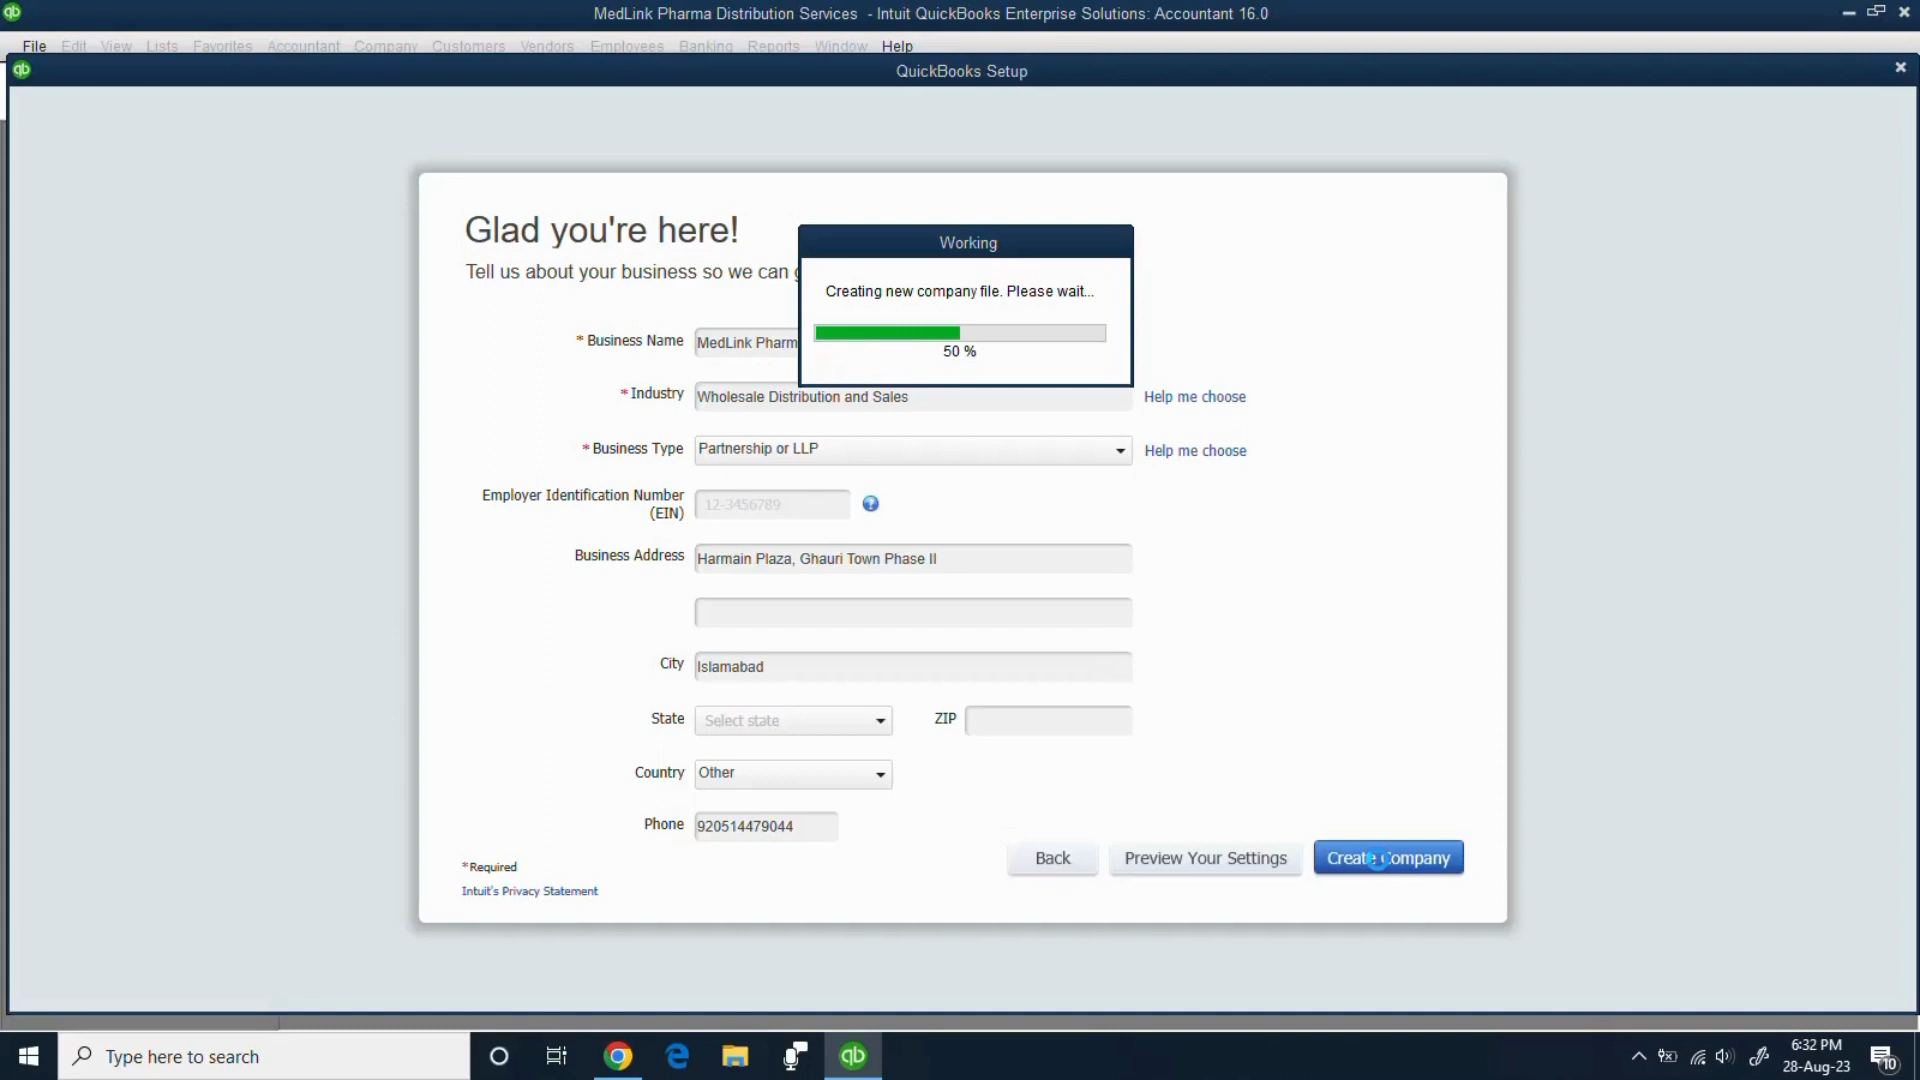 MedLink Pharma Distribution Services - Intuit QuickBooks Enterprise Solutions: Accountant 16.0
File Edit View Lists Favorites Accountant Company Customers Vendors Employees Banking Reports Window Help
QuickBooks Setup
Glad you're here!
Tell us about your business so we can
Working
Creating new company file. Please wait...
50 %
* Business Name MedLink Pharm
* Industry Wholesale Distribution and Sales Help me choose
* Business Type Partnership or LLP Help me choose
Employer Identification Number
(EIN) 12-3456789 ?
Business Address Harmain Plaza, Ghauri Town Phase II
City Islamabad
State Select state ZIP
Country Other
Phone 920514479044
Back Preview Your Settings Create Company
* Required
Intuit's Privacy Statement
Type here to search
6:32 PM
28-Aug-23
10